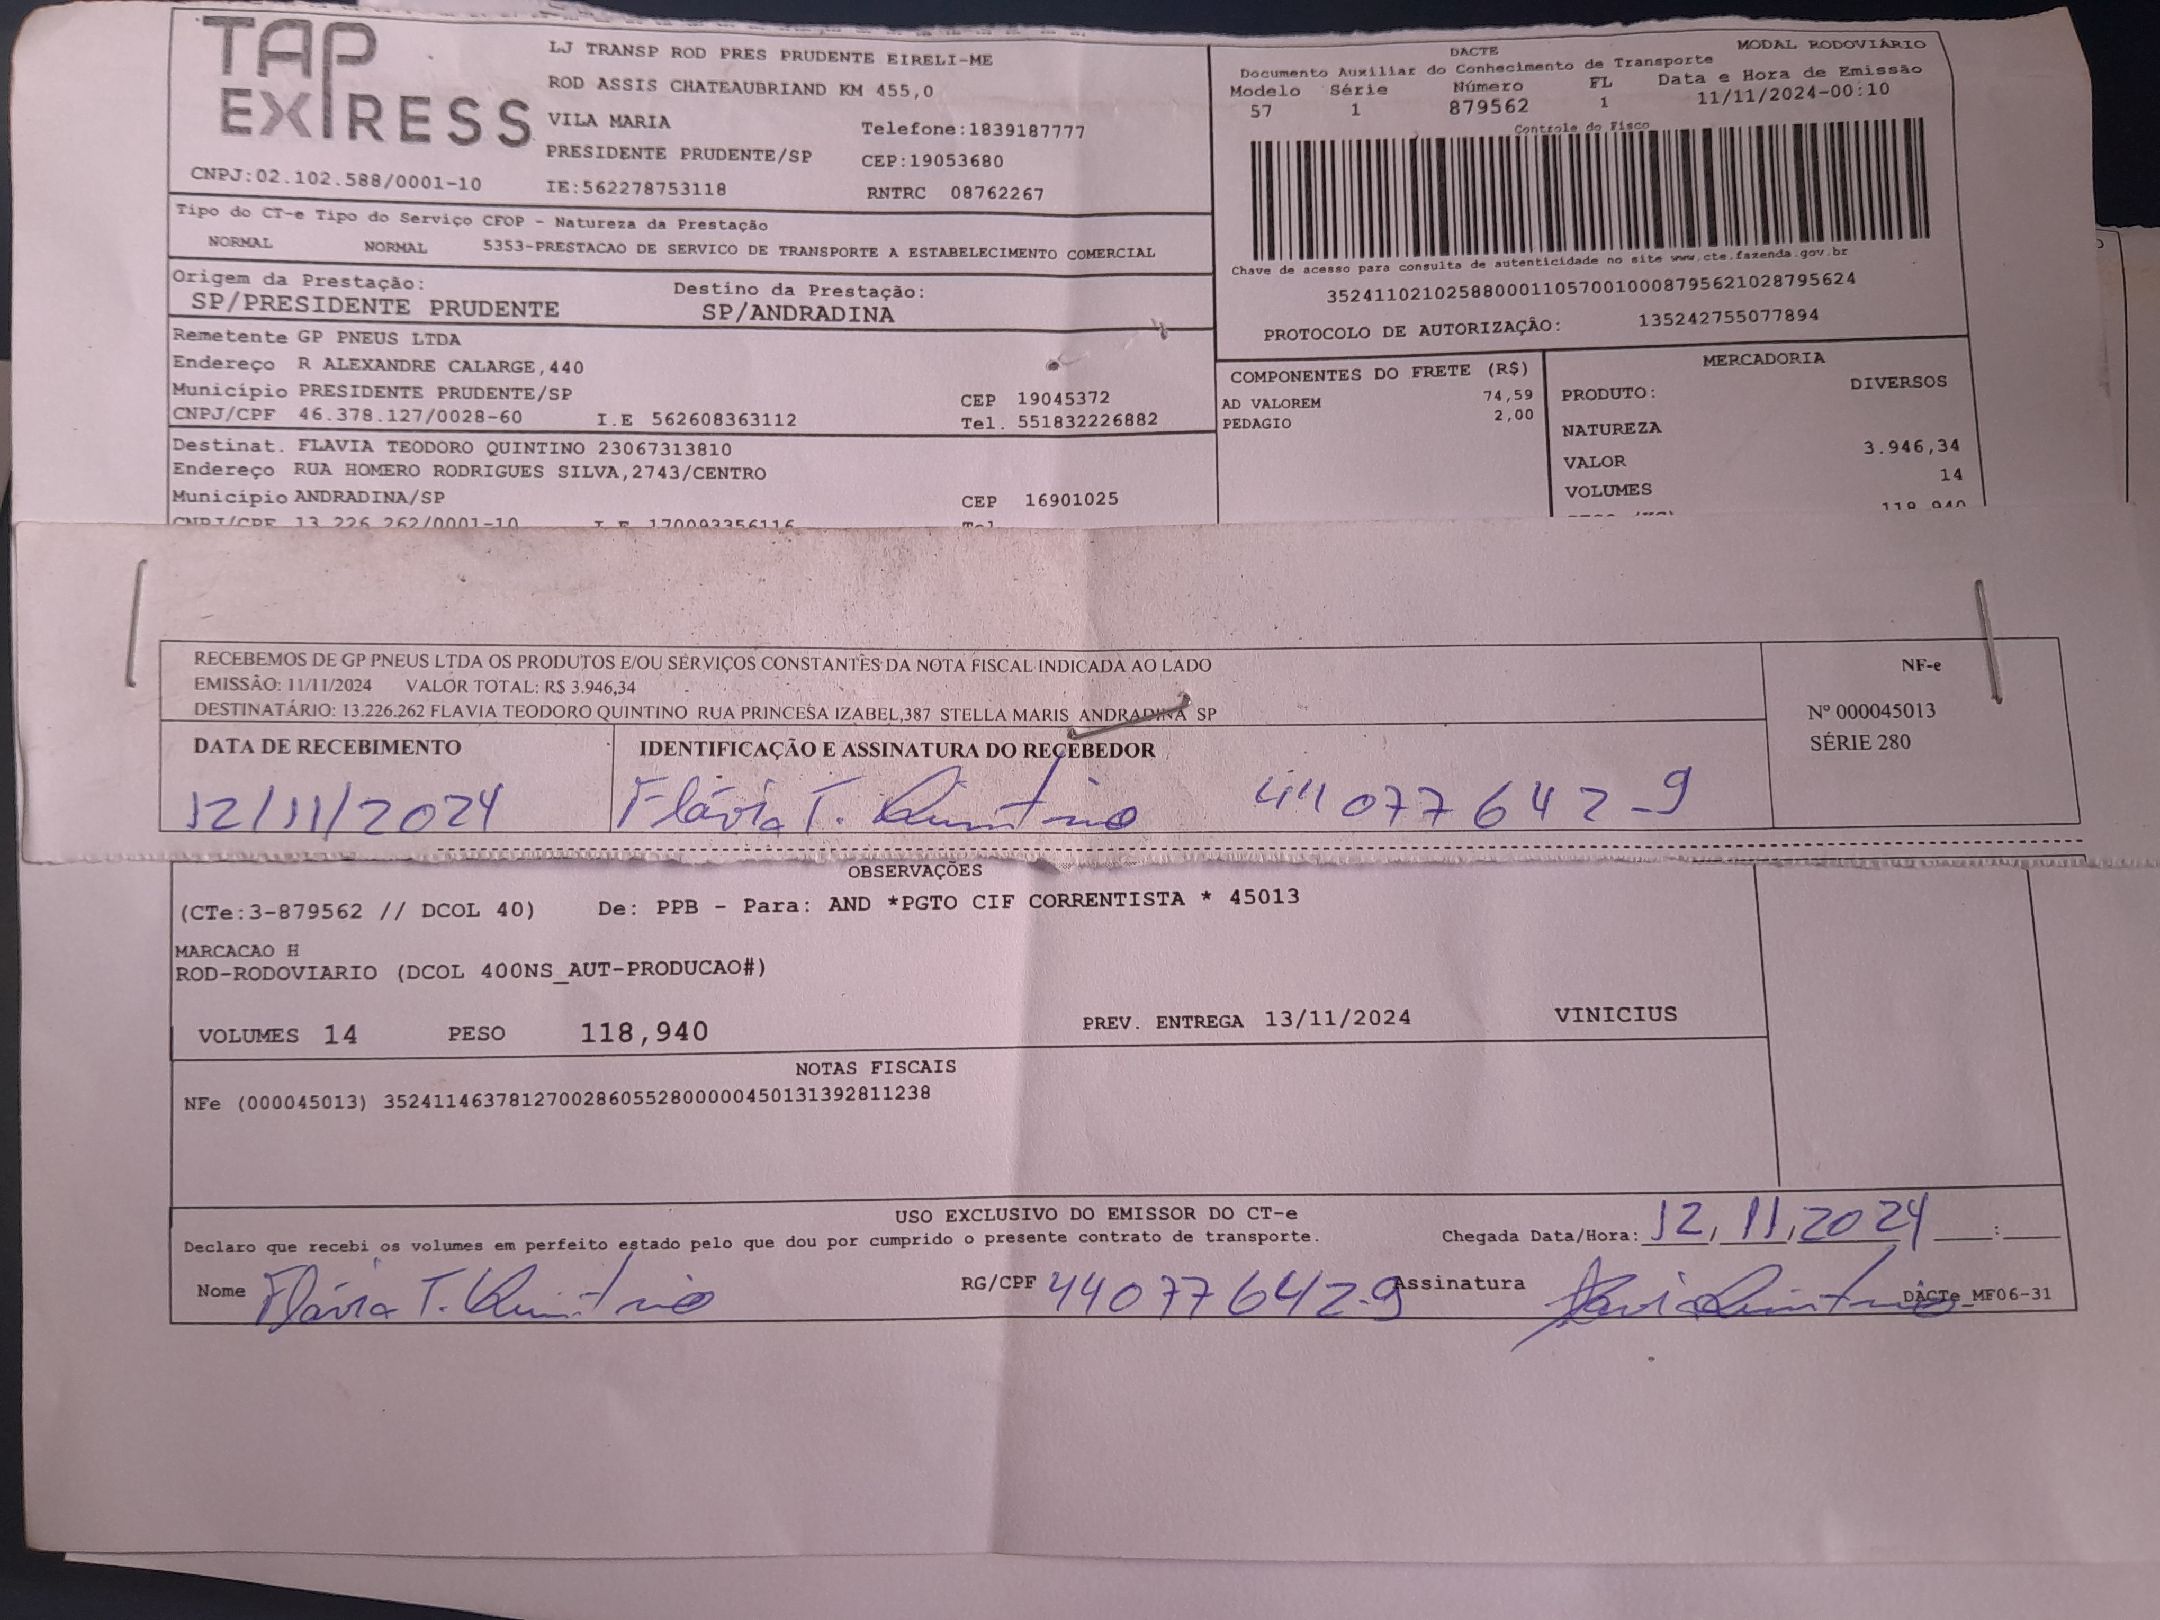 TAP EXPRESS
LJ TRANSP ROD PRES PRUDENTE EIRELI-ME
ROD ASSIS CHATEAUBRIAND KM 455,0
VILA MARIA Telefone:1839187777
PRESIDENTE PRUDENTE/SP CEP:19053680
CNPJ:02.102.588/0001-10 IE:562278753118 RNTRC 08762267
DACTE MODAL RODOVIÁRIO
Documento Auxiliar do Conhecimento de Transporte
Modelo Série Número FL Data e Hora de Emissão
57 1 879562 1 11/11/2024-00:10
Controle do Fisco
Chave de acesso para consulta de autenticidade no site www.cte.fazenda.gov.br
35241102102588000110570010008795621028795624
PROTOCOLO DE AUTORIZAÇÃO: 135242755077894
Tipo do CT-e Tipo do Serviço CFOP - Natureza da Prestação
NORMAL NORMAL 5353-PRESTACAO DE SERVICO DE TRANSPORTE A ESTABELECIMENTO COMERCIAL
Origem da Prestação: Destino da Prestação:
SP/PRESIDENTE PRUDENTE SP/ANDRADINA
Remetente GP PNEUS LTDA
Endereço R ALEXANDRE CALARGE,440
Município PRESIDENTE PRUDENTE/SP CEP 19045372
CNPJ/CPF 46.378.127/0028-60 I.E 562608363112 Tel. 551832226882
Destinat. FLAVIA TEODORO QUINTINO 23067313810
Endereço RUA HOMERO RODRIGUES SILVA,2743/CENTRO
Município ANDRADINA/SP CEP 16901025
CNPJ/CPF 13.226.262/0001-10 I.E 170093356116 Tel
COMPONENTES DO FRETE (R$)
AD VALOREM 74,59
PEDAGIO 2,00
MERCADORIA
PRODUTO: DIVERSOS
NATUREZA
VALOR 3.946,34
VOLUMES 14
118,940
RECEBEMOS DE GP PNEUS LTDA OS PRODUTOS E/OU SERVIÇOS CONSTANTES DA NOTA FISCAL INDICADA AO LADO
EMISSÃO: 11/11/2024 VALOR TOTAL: R$ 3.946,34
DESTINATÁRIO: 13.226.262 FLAVIA TEODORO QUINTINO RUA PRINCESA IZABEL,387 STELLA MARIS ANDRADINA SP
DATA DE RECEBIMENTO IDENTIFICAÇÃO E ASSINATURA DO RECEBEDOR
12/11/2024 Flávia T. Quintino 44077642-9
NF-e
Nº 000045013
SÉRIE 280
OBSERVAÇÕES
(CTe:3-879562 // DCOL 40) De: PPB - Para: AND *PGTO CIF CORRENTISTA * 45013
MARCACAO H
ROD-RODOVIARIO (DCOL 400NS_AUT-PRODUCAO#)
VOLUMES 14 PESO 118,940 PREV. ENTREGA 13/11/2024 VINICIUS
NOTAS FISCAIS
NFe (000045013) 35241146378127002860552800000450131392811238
USO EXCLUSIVO DO EMISSOR DO CT-e
Declaro que recebi os volumes em perfeito estado pelo que dou por cumprido o presente contrato de transporte. Chegada Data/Hora: 12, 11, 2024 ____:____
Nome Flávia T. Quintino RG/CPF 44077642-9 Assinatura Flavia Quintino DACTe_MF06-31